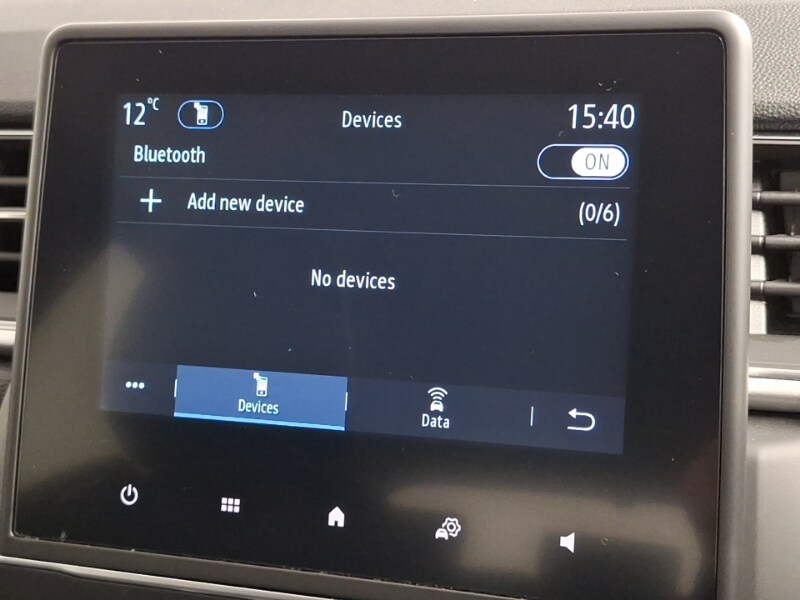 12°C
Devices
15:40
Bluetooth
ON
+ Add new device (0/6)
No devices
...
Devices
Data